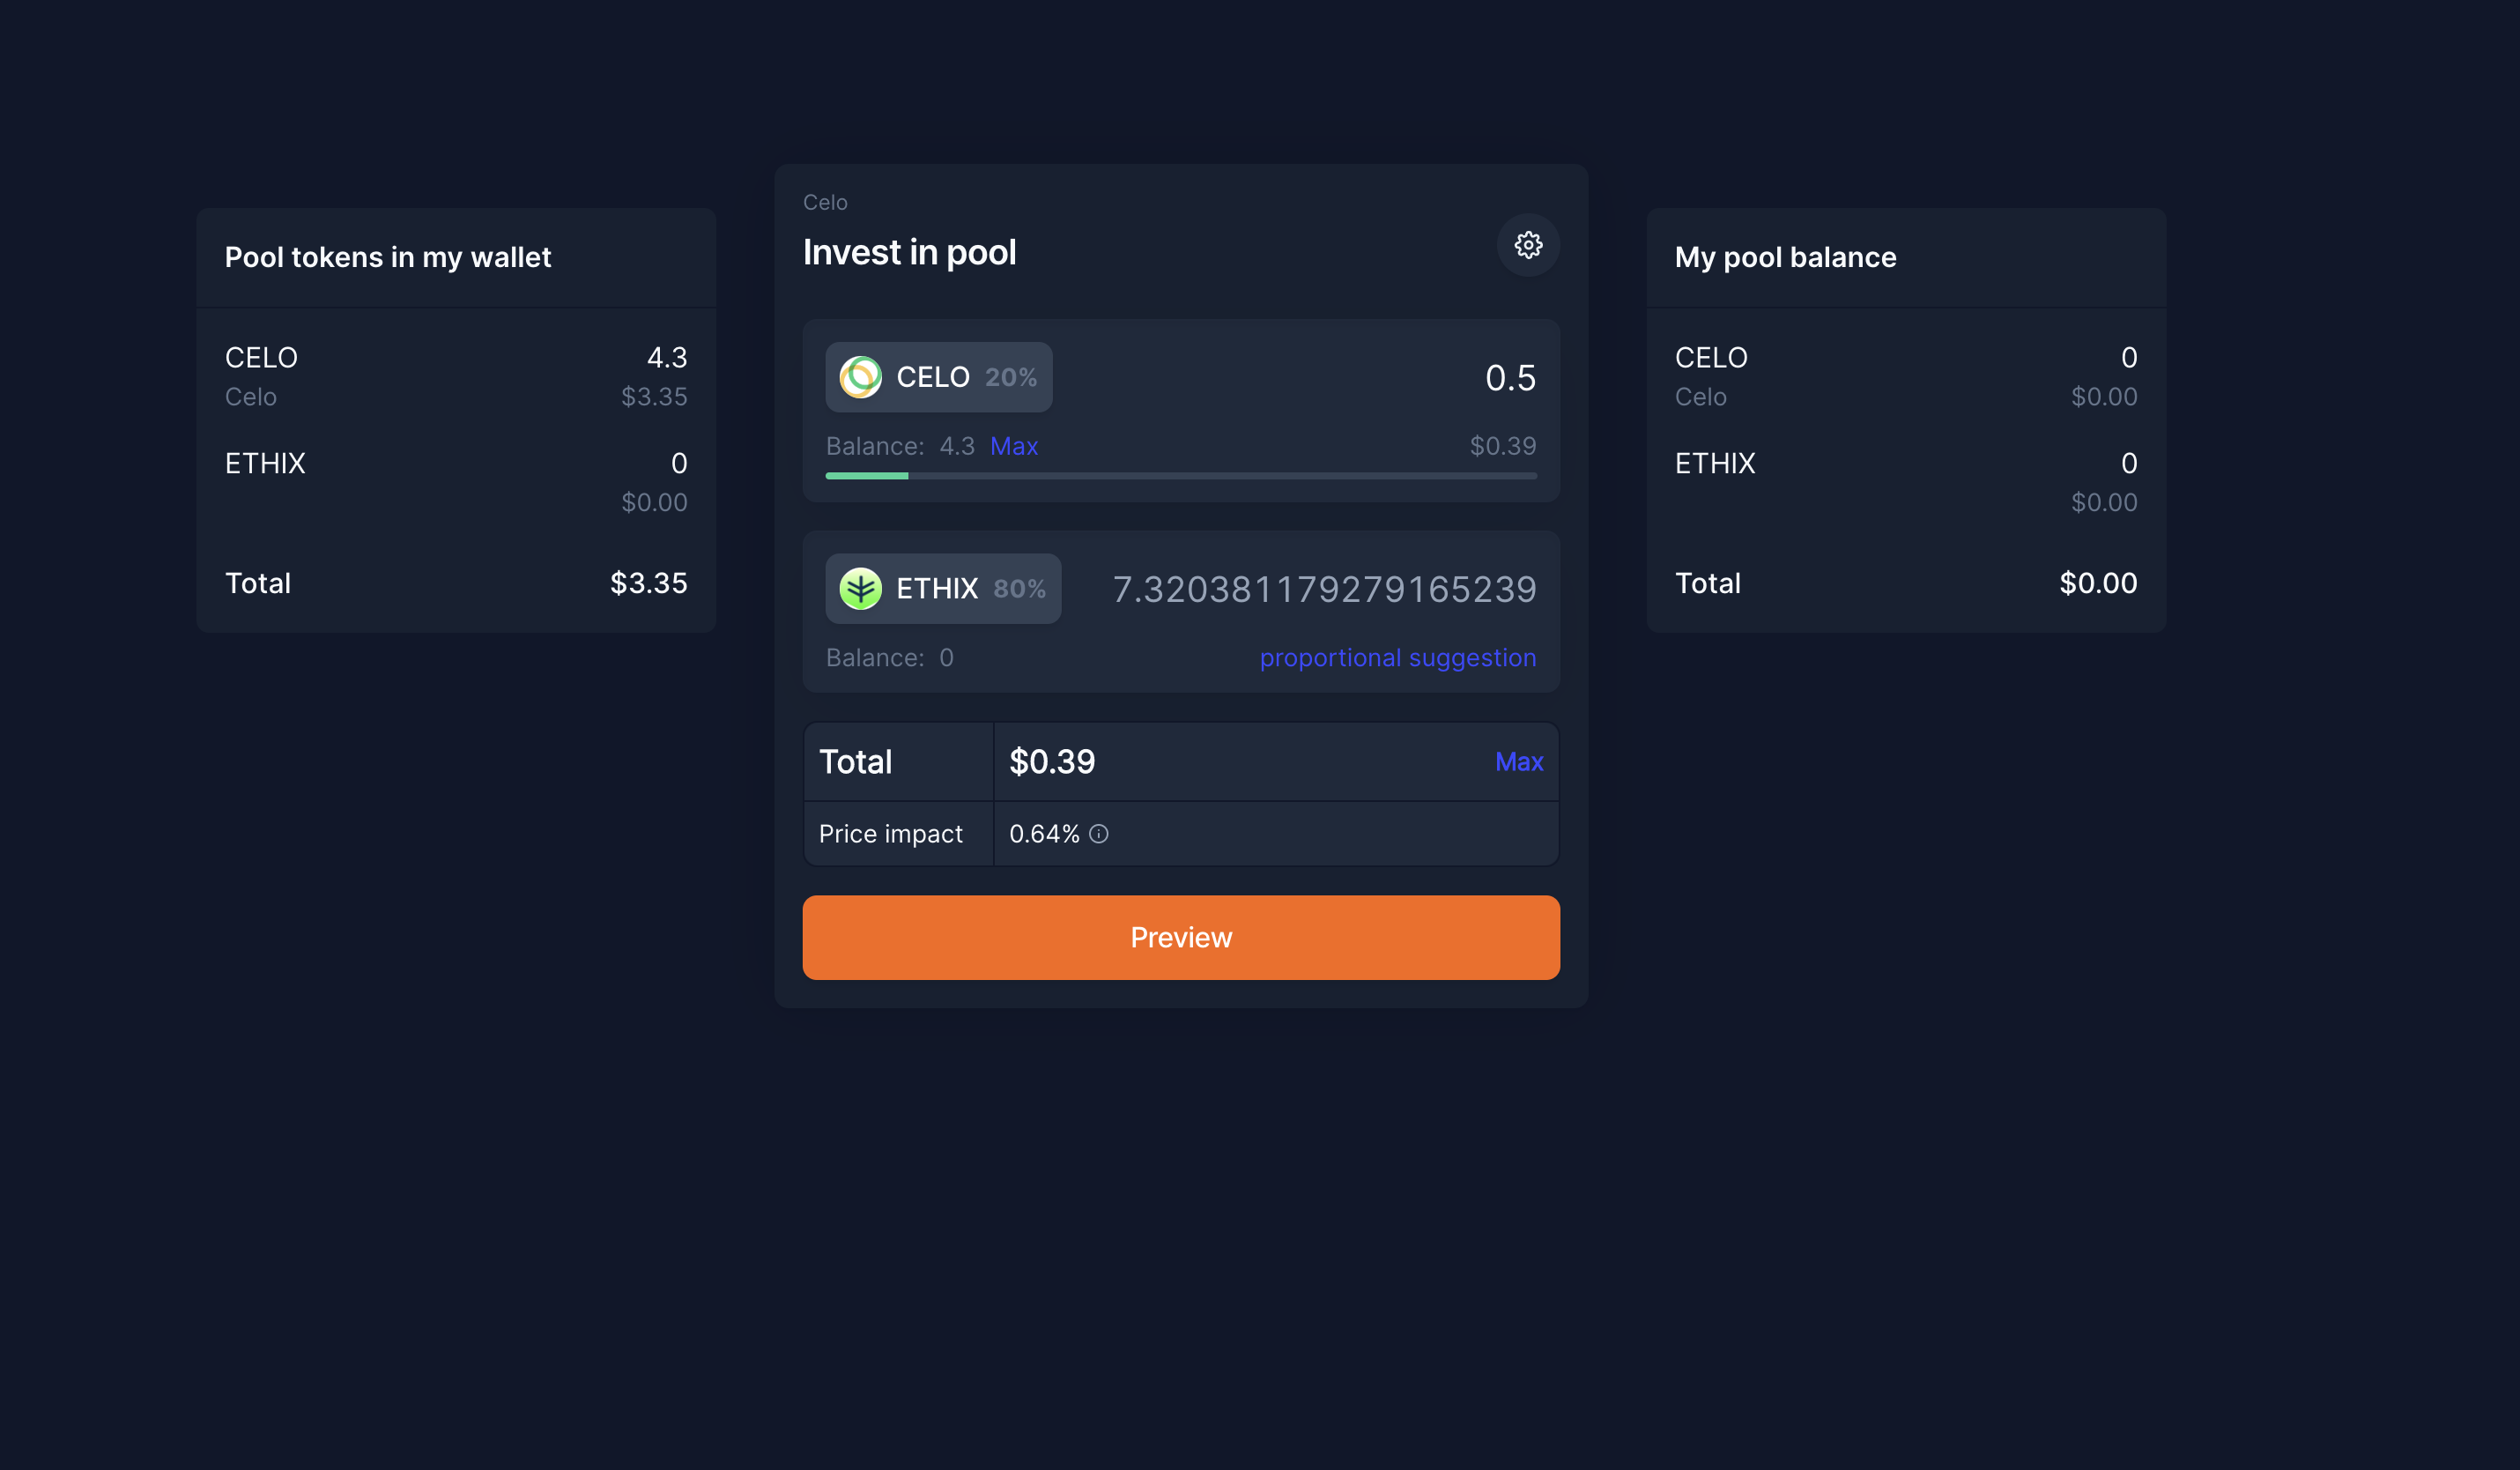 Pool tokens in my wallet
CELO 4.3
Celo $3.35
ETHIX 0
$0.00
Total $3.35
Celo
Invest in pool
CELO 20% 0.5
Balance: 4.3 Max $0.39
ETHIX 80% 7.320381179279165239
Balance: 0 proportional suggestion
Total $0.39 Max
Price impact 0.64%
Preview
My pool balance
CELO 0
Celo $0.00
ETHIX 0
$0.00
Total $0.00